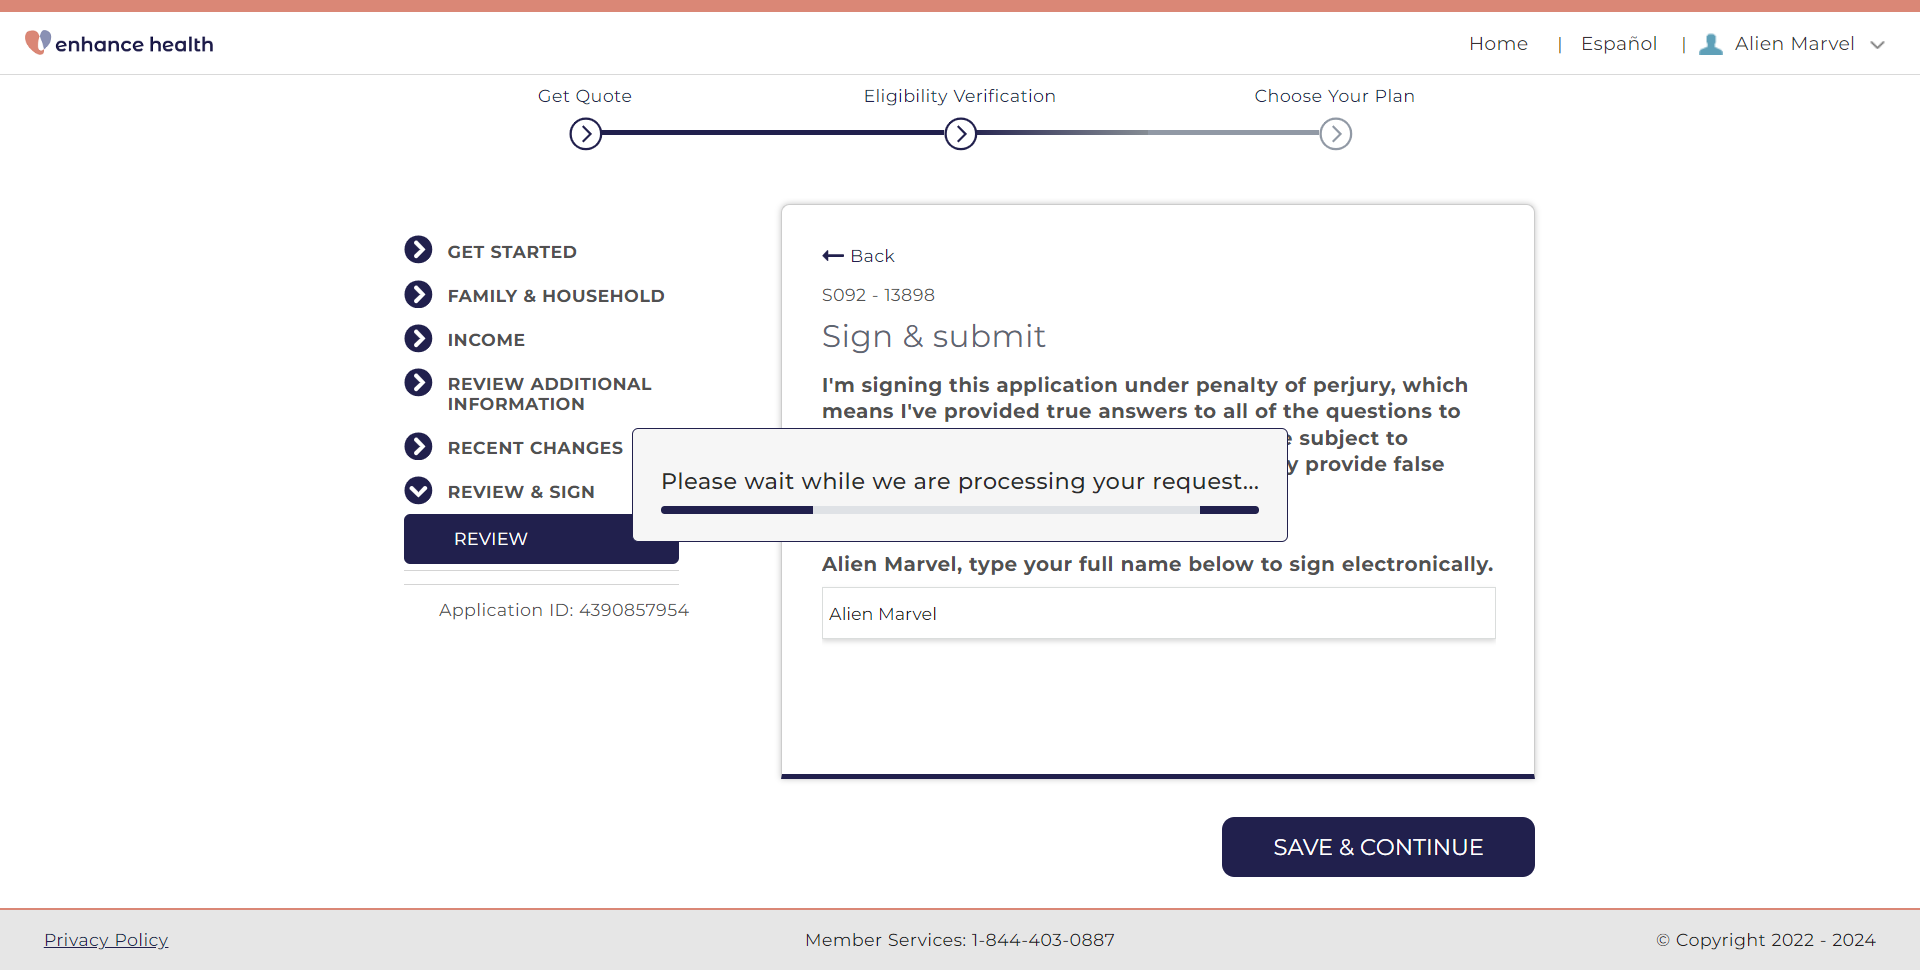 enhance health
Home | Español | Alien Marvel
Get Quote
Eligibility Verification
Choose Your Plan
GET STARTED
FAMILY & HOUSEHOLD
INCOME
REVIEW ADDITIONAL
INFORMATION
RECENT CHANGES
REVIEW & SIGN
REVIEW
Application ID: 4390857954
Back
S092 - 13898
Sign & submit
I'm signing this application under penalty of perjury, which
means I've provided true answers to all of the questions to
subject to
provide false
Please wait while we are processing your request...
Alien Marvel, type your full name below to sign electronically.
Alien Marvel
SAVE & CONTINUE
Privacy Policy
Member Services: 1-844-403-0887
© Copyright 2022 - 2024